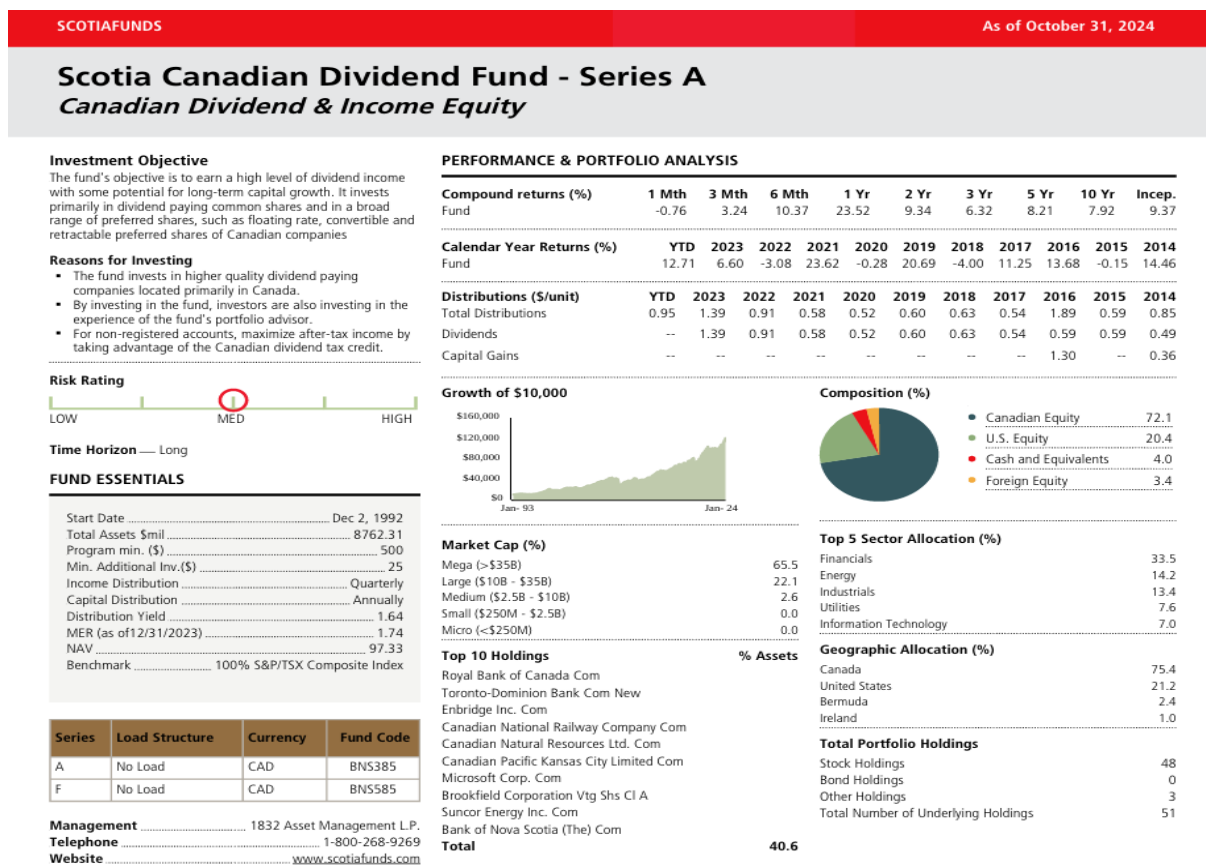 SCOTIAFUNDS
As of October 31, 2024
Scotia Canadian Dividend Fund - Series A
Canadian Dividend & Income Equity
Investment Objective
The fund's objective is to earn a high level of dividend income
with some potential for long-term capital growth. It invests
primarily in dividend paying common shares and in a broad
range of preferred shares, such as floating rate, convertible and
retractable preferred shares of Canadian companies
Reasons for Investing
▪ The fund invests in higher quality dividend paying
companies located primarily in Canada.
▪ By investing in the fund, investors are also investing in the
experience of the fund's portfolio advisor.
▪ For non-registered accounts, maximize after-tax income by
taking advantage of the Canadian dividend tax credit.
Risk Rating
LOW MED HIGH
Time Horizon — Long
FUND ESSENTIALS
Start Date Dec 2, 1992
Total Assets $mil 8762.31
Program min. ($) 500
Min. Additional Inv.($) 25
Income Distribution Quarterly
Capital Distribution Annually
Distribution Yield 1.64
MER (as of12/31/2023) 1.74
NAV 97.33
Benchmark 100% S&P/TSX Composite Index
Series Load Structure Currency Fund Code
A No Load CAD BNS385
F No Load CAD BNS585
Management 1832 Asset Management L.P.
Telephone 1-800-268-9269
Website www.scotiafunds.com
PERFORMANCE & PORTFOLIO ANALYSIS
Compound returns (%) 1 Mth 3 Mth 6 Mth 1 Yr 2 Yr 3 Yr 5 Yr 10 Yr Incep.
Fund -0.76 3.24 10.37 23.52 9.34 6.32 8.21 7.92 9.37
Calendar Year Returns (%) YTD 2023 2022 2021 2020 2019 2018 2017 2016 2015 2014
Fund 12.71 6.60 -3.08 23.62 -0.28 20.69 -4.00 11.25 13.68 -0.15 14.46
Distributions ($/unit) YTD 2023 2022 2021 2020 2019 2018 2017 2016 2015 2014
Total Distributions 0.95 1.39 0.91 0.58 0.52 0.60 0.63 0.54 1.89 0.59 0.85
Dividends -- 1.39 0.91 0.58 0.52 0.60 0.63 0.54 0.59 0.59 0.49
Capital Gains -- -- -- -- -- -- -- -- 1.30 -- 0.36
Growth of $10,000
$160,000
$120,000
$80,000
$40,000
$0
Jan- 93 Jan- 24
Market Cap (%)
Mega (>$35B) 65.5
Large ($10B - $35B) 22.1
Medium ($2.5B - $10B) 2.6
Small ($250M - $2.5B) 0.0
Micro (<$250M) 0.0
Top 10 Holdings % Assets
Royal Bank of Canada Com
Toronto-Dominion Bank Com New
Enbridge Inc. Com
Canadian National Railway Company Com
Canadian Natural Resources Ltd. Com
Canadian Pacific Kansas City Limited Com
Microsoft Corp. Com
Brookfield Corporation Vtg Shs Cl A
Suncor Energy Inc. Com
Bank of Nova Scotia (The) Com
Total 40.6
Composition (%)
Canadian Equity 72.1
U.S. Equity 20.4
Cash and Equivalents 4.0
Foreign Equity 3.4
Top 5 Sector Allocation (%)
Financials 33.5
Energy 14.2
Industrials 13.4
Utilities 7.6
Information Technology 7.0
Geographic Allocation (%)
Canada 75.4
United States 21.2
Bermuda 2.4
Ireland 1.0
Total Portfolio Holdings
Stock Holdings 48
Bond Holdings 0
Other Holdings 3
Total Number of Underlying Holdings 51